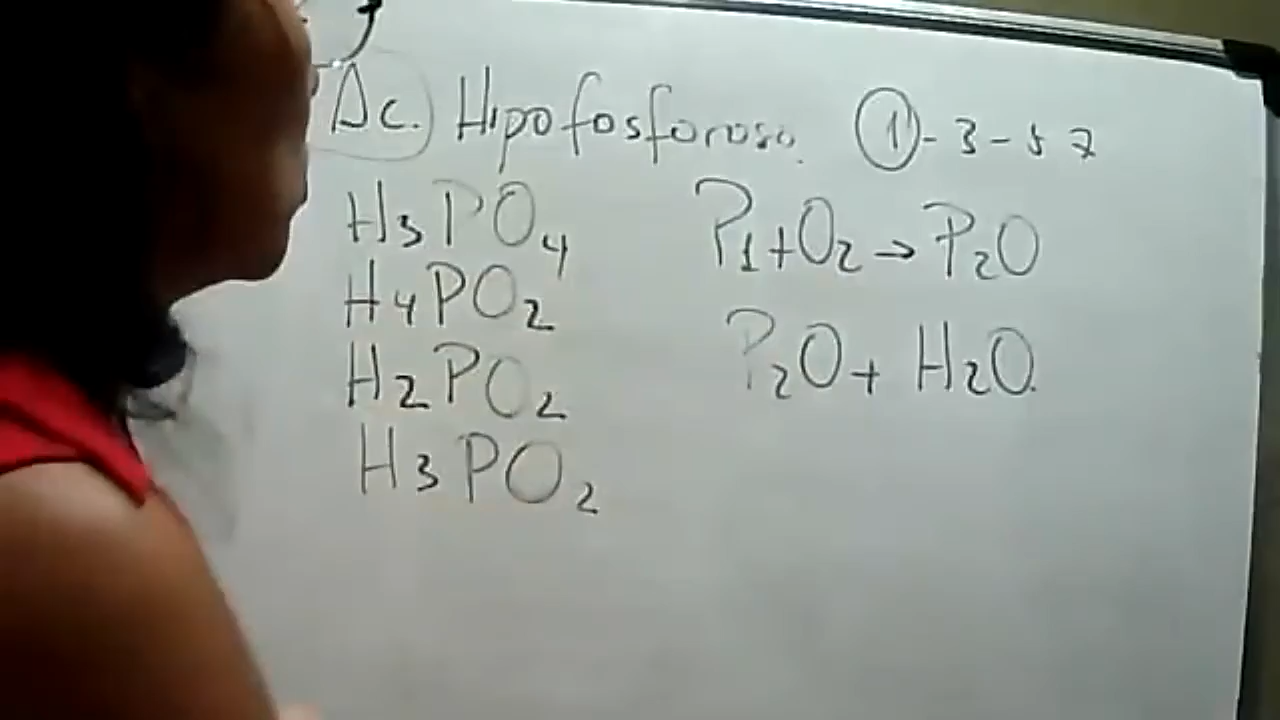 Ac. Hipofosforoso. 1-3-5 7
H3PO4
H4PO2
H2PO2
H3PO2
P1+O2→P2O
P2O+ H2O